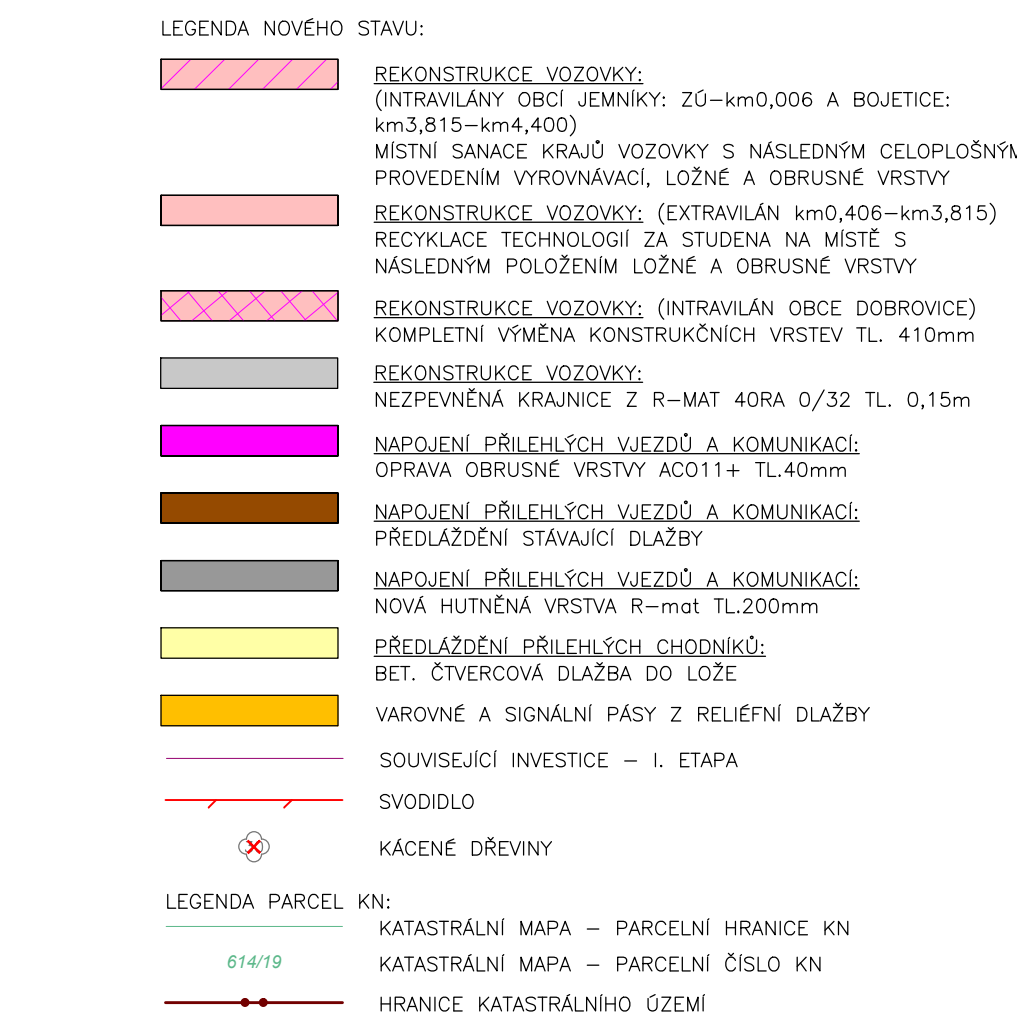 LEGENDA NOVÉHO STAVU:
REKONSTRUKCE VOZOVKY:
(INTRAVILÁNY OBCÍ JEMNÍKY: ZÚ–km0,006 A BOJETICE:
km3,815–km4,400)
MÍSTNÍ SANACE KRAJŮ VOZOVKY S NÁSLEDNÝM CELOPLOŠNÝM
PROVEDENÍM VYROVNÁVACÍ, LOŽNÉ A OBRUSNÉ VRSTVY
REKONSTRUKCE VOZOVKY: (EXTRAVILÁN km0,406–km3,815)
RECYKLACE TECHNOLOGIÍ ZA STUDENA NA MÍSTĚ S
NÁSLEDNÝM POLOŽENÍM LOŽNÉ A OBRUSNÉ VRSTVY
REKONSTRUKCE VOZOVKY: (INTRAVILÁN OBCE DOBROVICE)
KOMPLETNÍ VÝMĚNA KONSTRUKČNÍCH VRSTEV TL. 410mm
REKONSTRUKCE VOZOVKY:
NEZPEVNĚNÁ KRAJNICE Z R–MAT 40RA 0/32 TL. 0,15m
NAPOJENÍ PŘILEHLÝCH VJEZDŮ A KOMUNIKACÍ:
OPRAVA OBRUSNÉ VRSTVY ACO11+ TL.40mm
NAPOJENÍ PŘILEHLÝCH VJEZDŮ A KOMUNIKACÍ:
PŘEDLÁŽDĚNÍ STÁVAJÍCÍ DLAŽBY
NAPOJENÍ PŘILEHLÝCH VJEZDŮ A KOMUNIKACÍ:
NOVÁ HUTNĚNÁ VRSTVA R–mat TL.200mm
PŘEDLÁŽDĚNÍ PŘILEHLÝCH CHODNÍKŮ:
BET. ČTVERCOVÁ DLAŽBA DO LOŽE
VAROVNÉ A SIGNÁLNÍ PÁSY Z RELIÉFNÍ DLAŽBY
SOUVISEJÍCÍ INVESTICE – I. ETAPA
SVODIDLO
KÁCENÉ DŘEVINY
LEGENDA PARCEL KN:
KATASTRÁLNÍ MAPA – PARCELNÍ HRANICE KN
614/19 KATASTRÁLNÍ MAPA – PARCELNÍ ČÍSLO KN
HRANICE KATASTRÁLNÍHO ÚZEMÍ